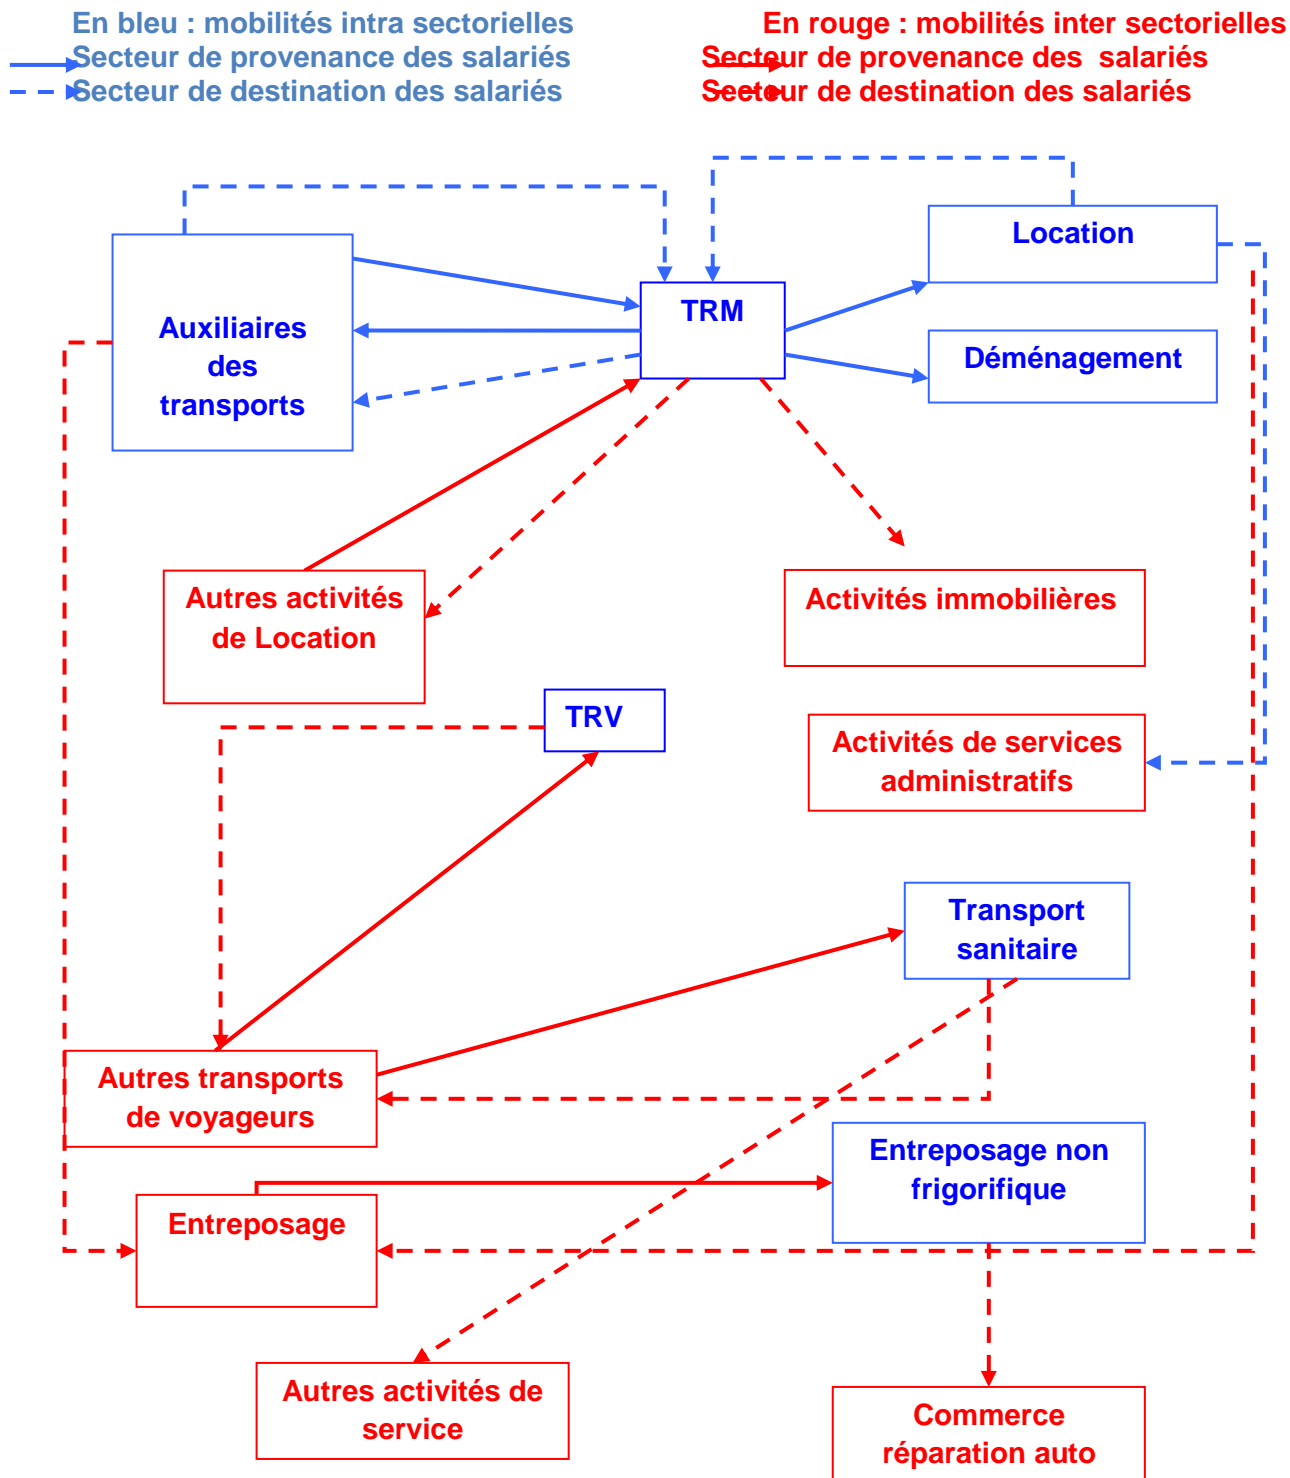 En bleu : mobilités intra sectorielles
Secteur de provenance des salariés
Secteur de destination des salariés
En rouge : mobilités inter sectorielles
Secteur de provenance des salariés
Secteur de destination des salariés
Location
TRM
Auxiliaires
des
transports
Déménagement
Autres activités
de Location
Activités immobilières
TRV
Activités de services
administratifs
Transport
sanitaire
Autres transports
de voyageurs
Entreposage non
frigorifique
Entreposage
Autres activités de
service
Commerce
réparation auto